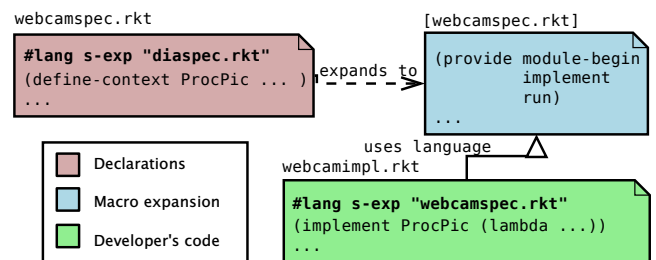 webcamspec.rkt
#lang s-exp "diaspec.rkt"
(define-context ProcPic ... )
...
expands to
[webcamspec.rkt]
(provide module-begin
implement
run)
...
uses language
webcamimpl.rkt
#lang s-exp "webcamspec.rkt"
(implement ProcPic (lambda ...))
...
Declarations
Macro expansion
Developer's code